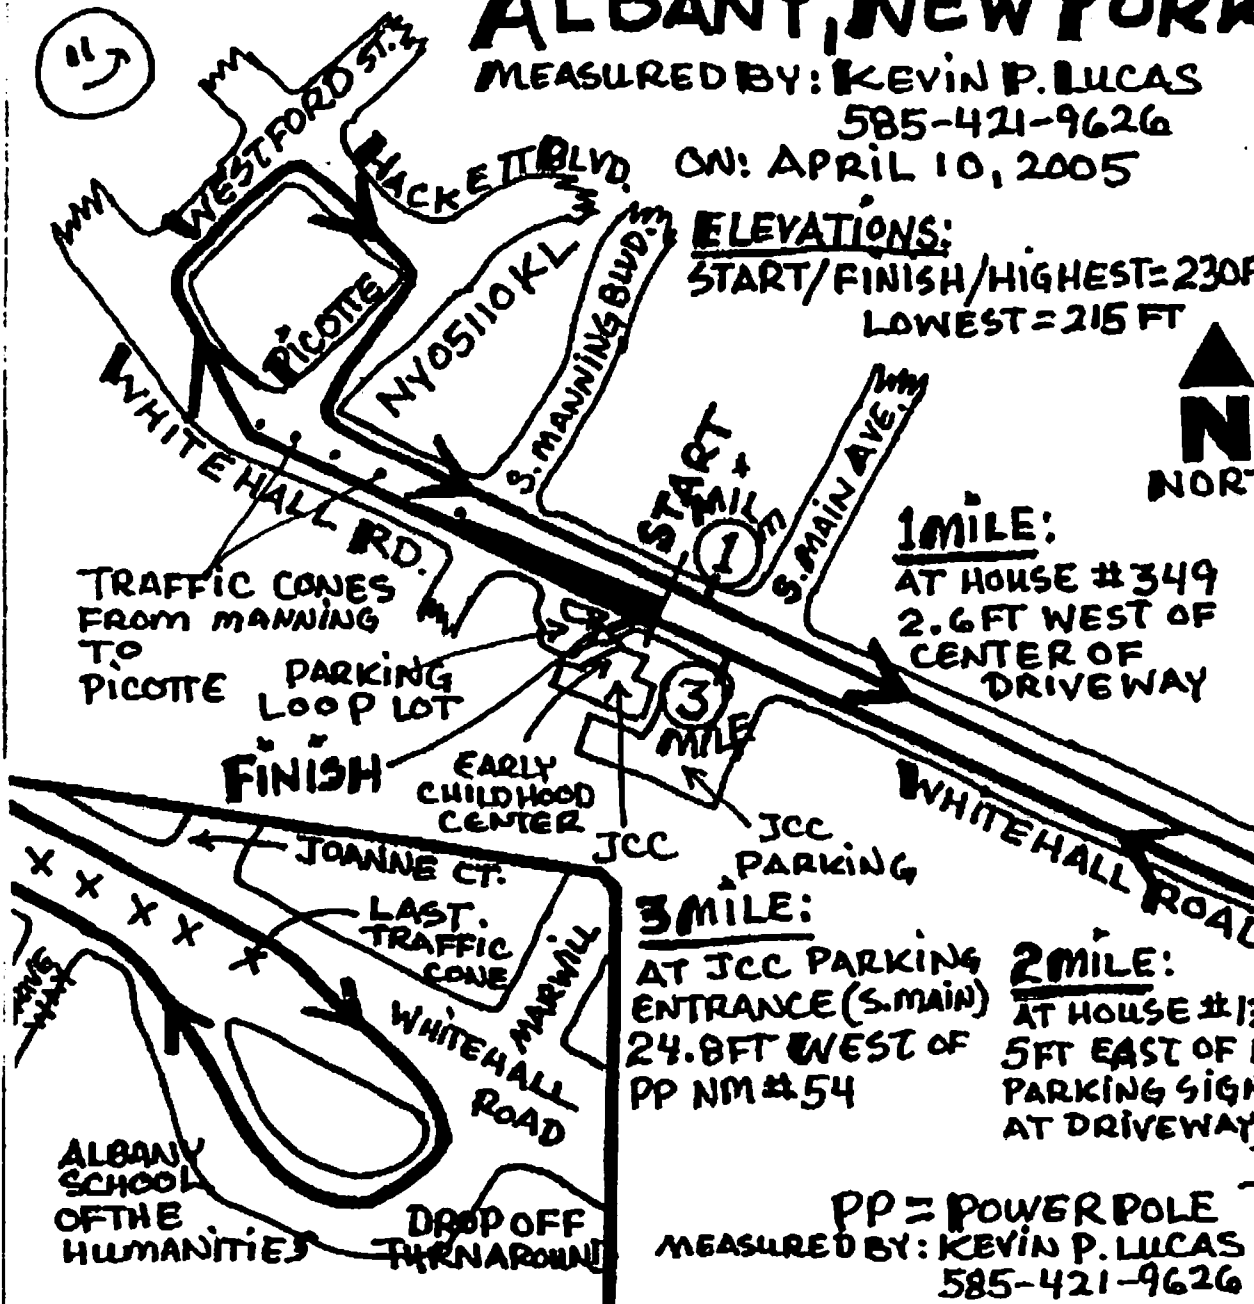 ALBANY, NEW YORK
MEASURED BY: KEVIN P. LUCAS
585-421-9626
ON: APRIL 10, 2005
ELEVATIONS:
START/FINISH/HIGHEST=230F
LOWEST=215 FT
WESTFORD ST.
HACKETT BLVD.
PICOTTE
NY05110KL
S. MANNING BLVD.
WHITEHALL RD.
START
1
MILE
S. MAIN AVE.
N
NORT
1 MILE:
AT HOUSE #349
2.6FT WEST OF
CENTER OF
DRIVEWAY
TRAFFIC CONES
FROM MANNING
TO
PICOTTE
PARKING
LOOP LOT
FINISH
EARLY
CHILDHOOD
CENTER
3
MILE
JCC
JCC
PARKING
WHITEHALL ROAD
3 MILE:
AT JCC PARKING
ENTRANCE (S.MAIN)
24.8FT WEST OF
PP NM#54
2 MILE:
AT HOUSE #13
5FT EAST OF
PARKING SIGN
AT DRIVEWAY
JOANNE CT.
LAST
TRAFFIC
CONE
MARWILL
WHITEHALL
ROAD
WAY
ALBANY
SCHOOL
OF THE
HUMANITIES
DROP OFF
TURNAROUND
PP = POWER POLE
MEASURED BY: KEVIN P. LUCAS
585-421-9626